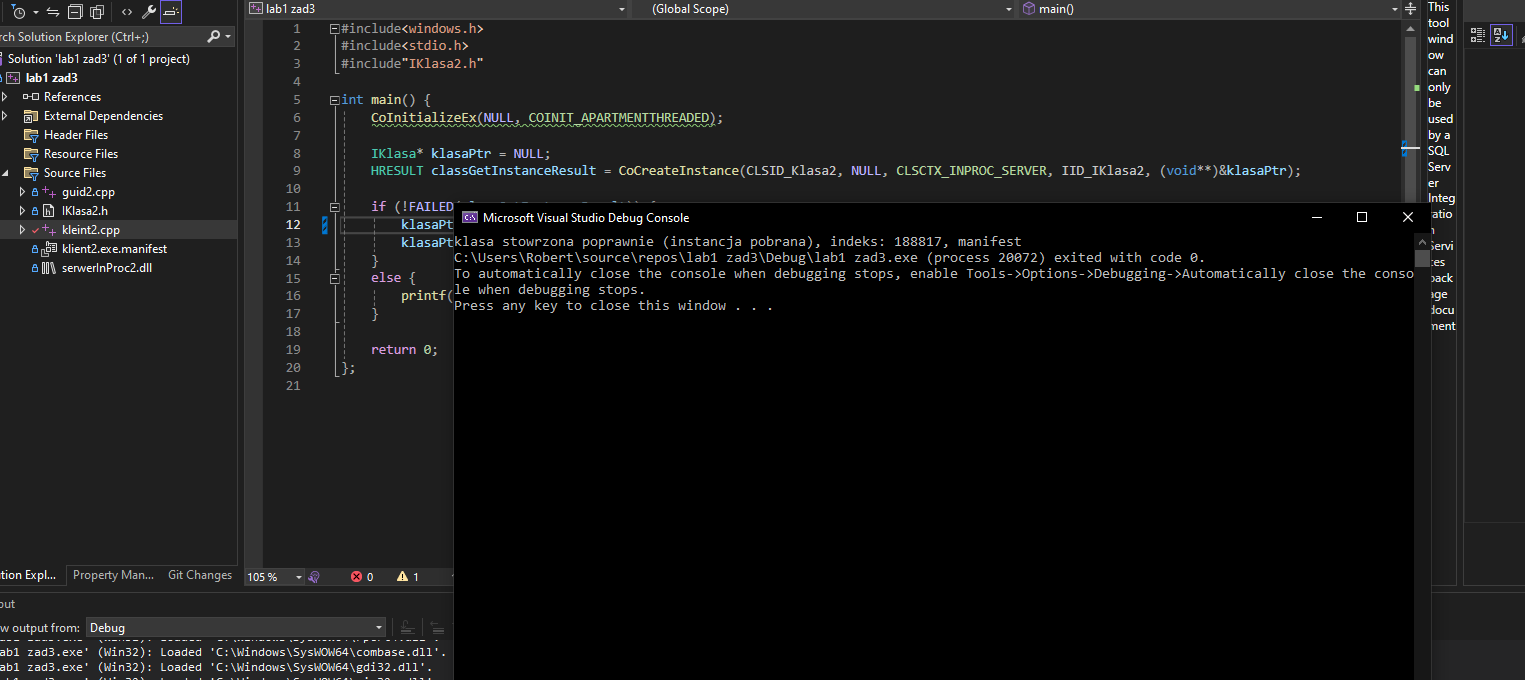 lab1 zad3
(Global Scope)
main()
rch Solution Explorer (Ctrl+;)
Solution 'lab1 zad3' (1 of 1 project)
lab1 zad3
References
External Dependencies
Header Files
Resource Files
Source Files
guid2.cpp
IKlasa2.h
kleint2.cpp
klient2.exe.manifest
serwerInProc2.dll
tion Expl...
Property Man...
Git Changes
1 #include<windows.h>
2 #include<stdio.h>
3 #include"IKlasa2.h"
4
5 int main() {
6 CoInitializeEx(NULL, COINIT_APARTMENTTHREADED);
7
8 IKlasa* klasaPtr = NULL;
9 HRESULT classGetInstanceResult = CoCreateInstance(CLSID_Klasa2, NULL, CLSCTX_INPROC_SERVER, IID_IKlasa2, (void**)&klasaPtr);
10
11 if (!FAILED(
12 klasaPt
13 klasaPt
14 }
15 else {
16 printf(
17 }
18
19 return 0;
20 };
21
Microsoft Visual Studio Debug Console
klasa stowrzona poprawnie (instancja pobrana), indeks: 188817, manifest
C:\Users\Robert\source\repos\lab1 zad3\Debug\lab1 zad3.exe (process 20072) exited with code 0.
To automatically close the console when debugging stops, enable Tools->Options->Debugging->Automatically close the conso
le when debugging stops.
Press any key to close this window . . .
105 %
0
1
put
w output from:
Debug
ab1 zad3.exe' (Win32): Loaded 'C:\Windows\SysWOW64\combase.dll'.
ab1 zad3.exe' (Win32): Loaded 'C:\Windows\SysWOW64\gdi32.dll'.
This
tool
wind
ow
can
only
be
used
by a
SQL
Serv
er
Integ
ratio
n
Servi
ces
pack
age
docu
ment